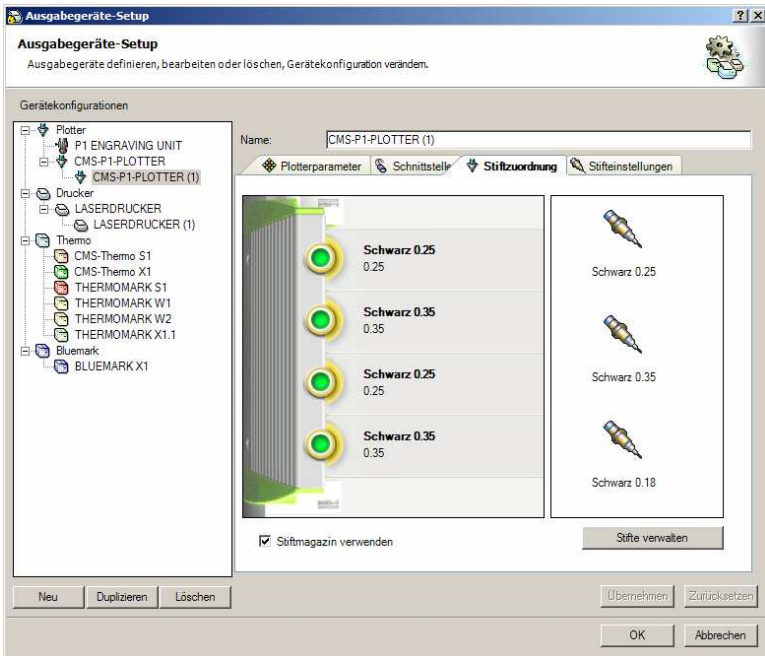 Ausgabegeräte-Setup
Ausgabegeräte-Setup
Ausgabegeräte definieren, bearbeiten oder löschen, Gerätekonfiguration verändern.
Gerätekonfigurationen
Plotter
P1 ENGRAVING UNIT
CMS-P1-PLOTTER
CMS-P1-PLOTTER (1)
Drucker
LASERDRUCKER
LASERDRUCKER (1)
Thermo
CMS-Thermo S1
CMS-Thermo X1
THERMOMARK S1
THERMOMARK W1
THERMOMARK W2
THERMOMARK X1.1
Bluemark
BLUEMARK X1
Neu Duplizieren Löschen
Name: CMS-P1-PLOTTER (1)
Plotterparameter Schnittstelle Stiftzuordnung Stifteinstellungen
Schwarz 0.25
0.25
Schwarz 0.35
0.35
Schwarz 0.25
0.25
Schwarz 0.35
0.35
Schwarz 0.25
Schwarz 0.35
Schwarz 0.18
Stiftmagazin verwenden
Stifte verwalten
Übernehmen Zurücksetzen
OK Abbrechen